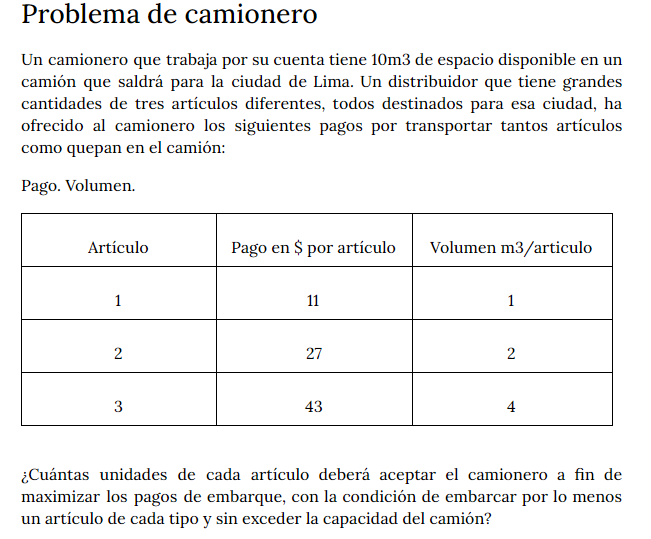 Problema de camionero
Un camionero que trabaja por su cuenta tiene 10m3 de espacio disponible en un
camión que saldrá para la ciudad de Lima. Un distribuidor que tiene grandes
cantidades de tres artículos diferentes, todos destinados para esa ciudad, ha
ofrecido al camionero los siguientes pagos por transportar tantos artículos
como quepan en el camión:
Pago. Volumen.
Artículo Pago en $ por artículo Volumen m3/articulo
1 11 1
2 27 2
3 43 4
¿Cuántas unidades de cada artículo deberá aceptar el camionero a fin de
maximizar los pagos de embarque, con la condición de embarcar por lo menos
un artículo de cada tipo y sin exceder la capacidad del camión?